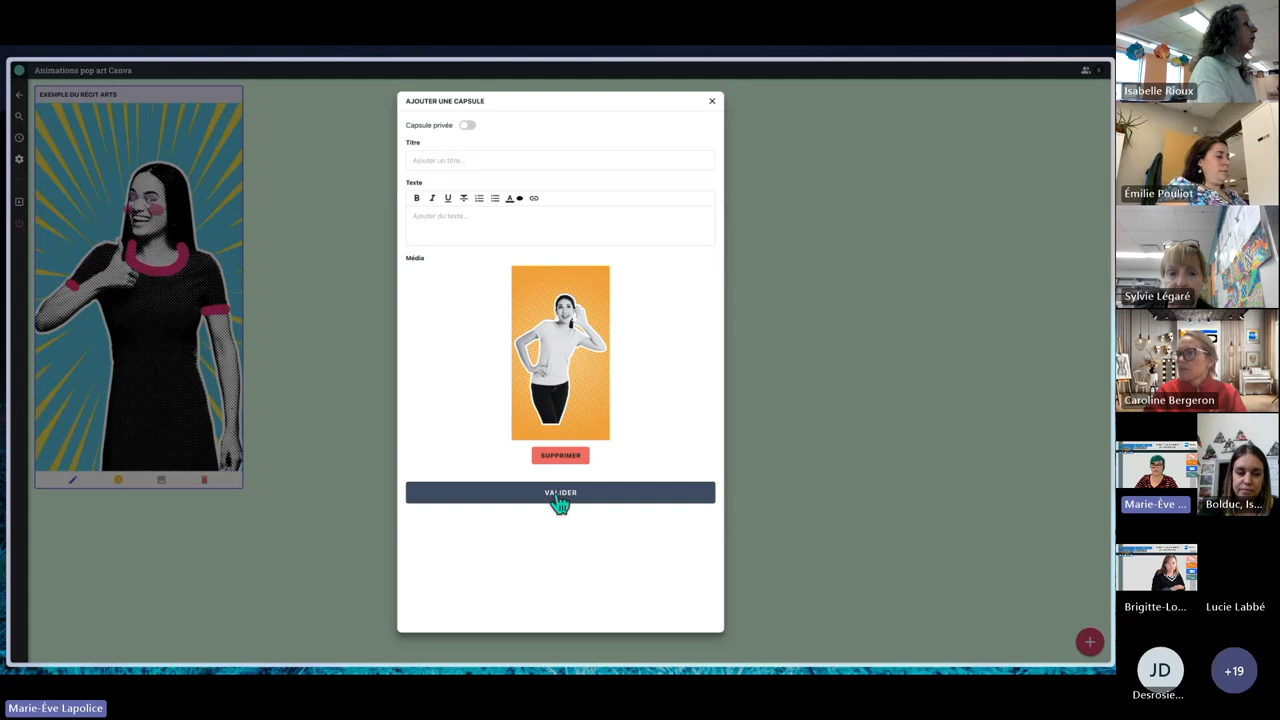 Animations pop art Canva
6
EXEMPLE DU RÉCIT ARTS
AJOUTER UNE CAPSULE
Capsule privée
Titre
Ajouter un titre...
Texte
B I U A
Ajouter du texte...
Média
SUPPRIMER
VALIDER
Isabelle Rioux
Émilie Pouliot
Sylvie Légaré
Caroline Bergeron
Marie-Ève ...
Bolduc, Is...
Brigitte-Lo...
Lucie Labbé
JD
Desrosie...
+19
Marie-Ève Lapolice